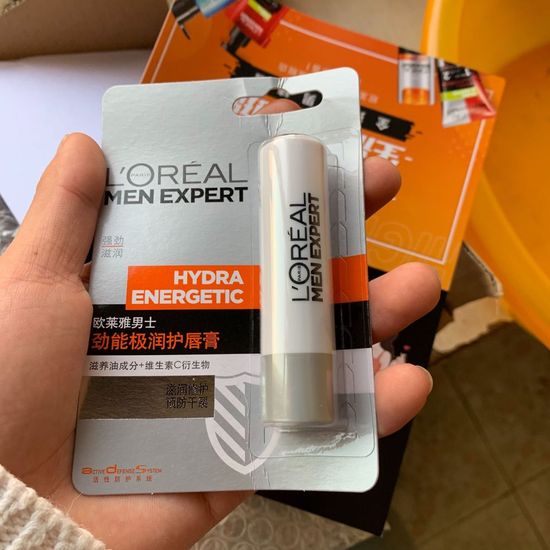 L'ORÉAL
PARIS
MEN EXPERT
强劲
滋润
HYDRA
ENERGETIC
欧莱雅男士
劲能极润护唇膏
滋养油成分+维生素C衍生物
滋润修护
预防干裂
ACTIVE DEFENSE SYSTEM
活性防护系统
L'ORÉAL
PARIS
MEN EXPERT